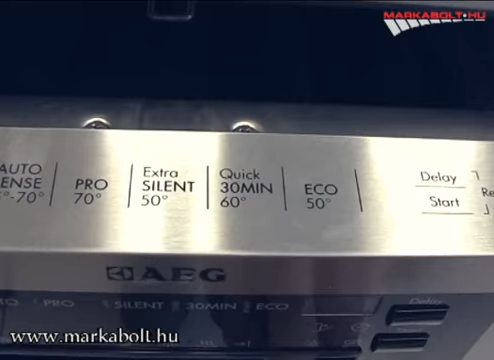 MARKABOLT.HU
AUTO
SENSE
PRO
70°
Extra
SILENT
50°
Quick
30MIN
60°
ECO
50°
Delay
Start
AEG
PRO
SILENT
30MIN
ECO
Delay
www.markabolt.hu